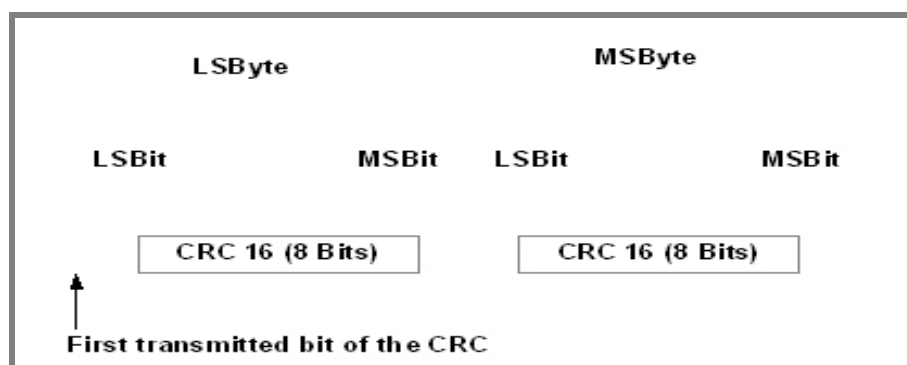 LSByte MSByte
LSBit MSBit LSBit MSBit
CRC 16 (8 Bits) CRC 16 (8 Bits)
First transmitted bit of the CRC